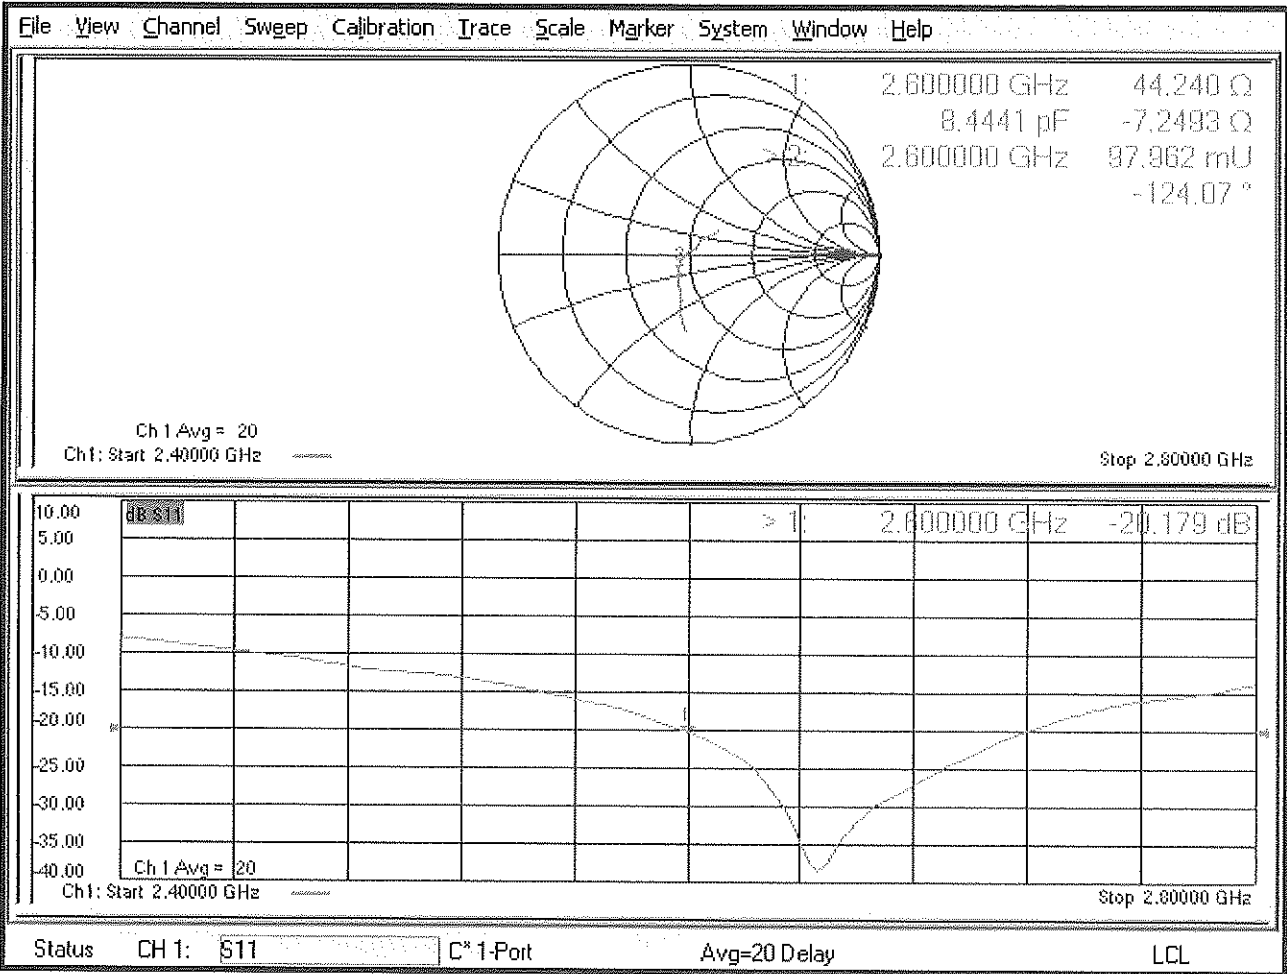 File View Channel Sweep Calibration Trace Scale Marker System Window Help
1: 2.600000 GHz 44.240 Ω
8.4441 pF -7.2493 Ω
> 2: 2.600000 GHz 97.962 mU
-124.07 °
2
Ch 1 Avg = 20
Ch1: Start 2.40000 GHz
Stop 2.80000 GHz
10.00
dB S11
> 1: 2.600000 GHz -20.179 dB
5.00
0.00
-5.00
-10.00
-15.00
-20.00
1
-25.00
-30.00
-35.00
-40.00
Ch 1 Avg = 20
Ch1: Start 2.40000 GHz
Stop 2.80000 GHz
Status CH 1: S11 C* 1-Port Avg=20 Delay LCL